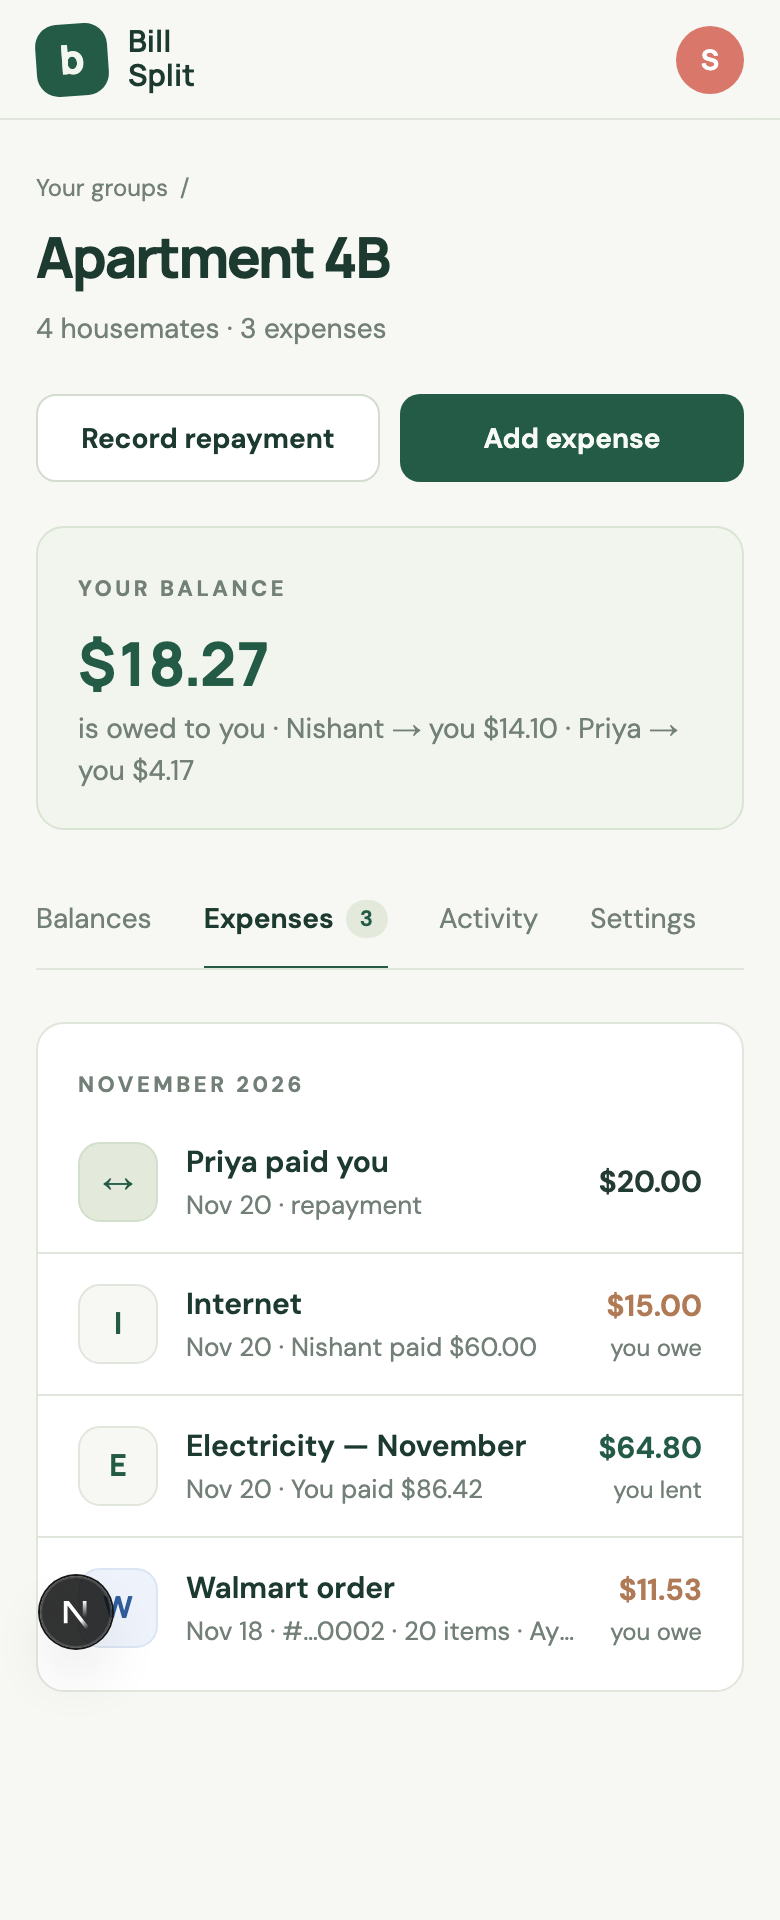 b
Bill
Split
S
Your groups /
Apartment 4B
4 housemates · 3 expenses
Record repayment
Add expense
YOUR BALANCE
$18.27
is owed to you · Nishant → you $14.10 · Priya →
you $4.17
Balances Expenses 3 Activity Settings
NOVEMBER 2026
↔ Priya paid you $20.00
Nov 20 · repayment
I Internet $15.00
Nov 20 · Nishant paid $60.00 you owe
E Electricity — November $64.80
Nov 20 · You paid $86.42 you lent
N W Walmart order $11.53
Nov 18 · #…0002 · 20 items · Ay… you owe